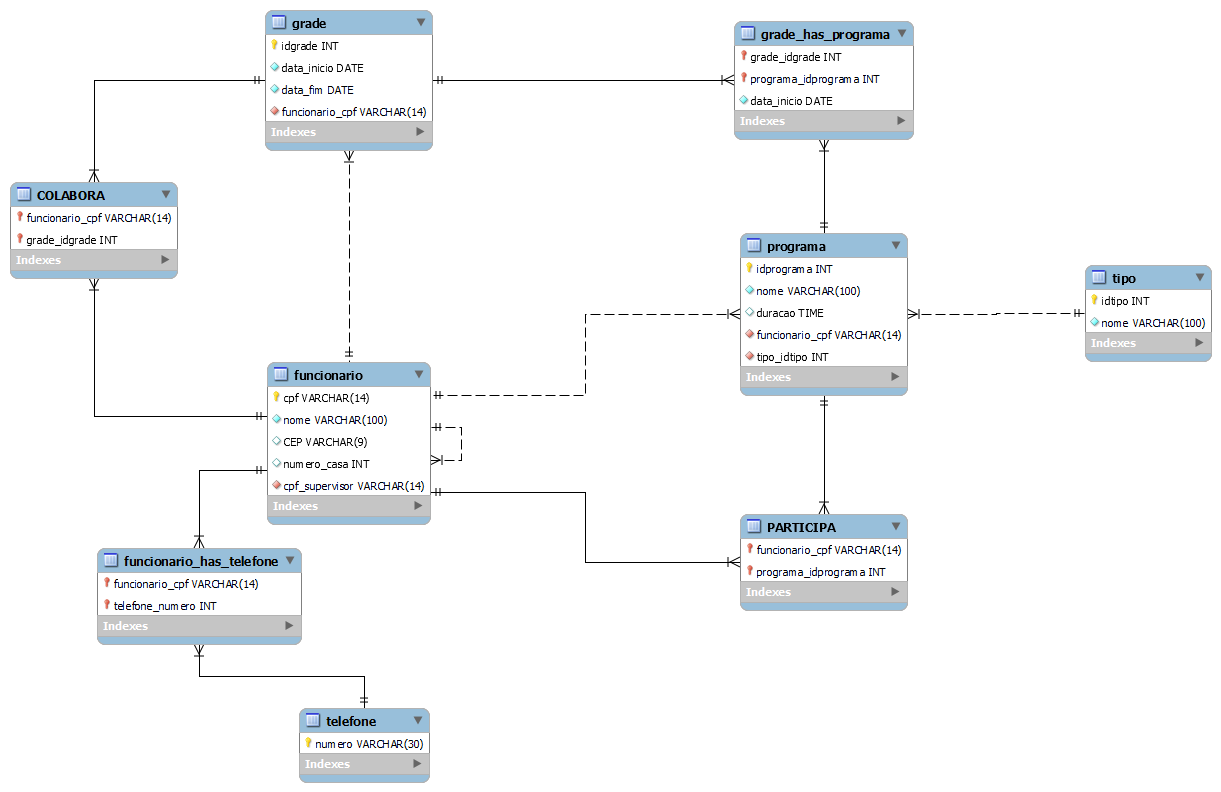 grade
idgrade INT
data_inicio DATE
data_fim DATE
funcionario_cpf VARCHAR(14)
Indexes
grade_has_programa
grade_idgrade INT
programa_idprograma INT
data_inicio DATE
Indexes
COLABORA
funcionario_cpf VARCHAR(14)
grade_idgrade INT
Indexes
programa
idprograma INT
nome VARCHAR(100)
duracao TIME
funcionario_cpf VARCHAR(14)
tipo_idtipo INT
Indexes
tipo
idtipo INT
nome VARCHAR(100)
Indexes
funcionario
cpf VARCHAR(14)
nome VARCHAR(100)
CEP VARCHAR(9)
numero_casa INT
cpf_supervisor VARCHAR(14)
Indexes
funcionario_has_telefone
funcionario_cpf VARCHAR(14)
telefone_numero INT
Indexes
PARTICIPA
funcionario_cpf VARCHAR(14)
programa_idprograma INT
Indexes
telefone
numero VARCHAR(30)
Indexes